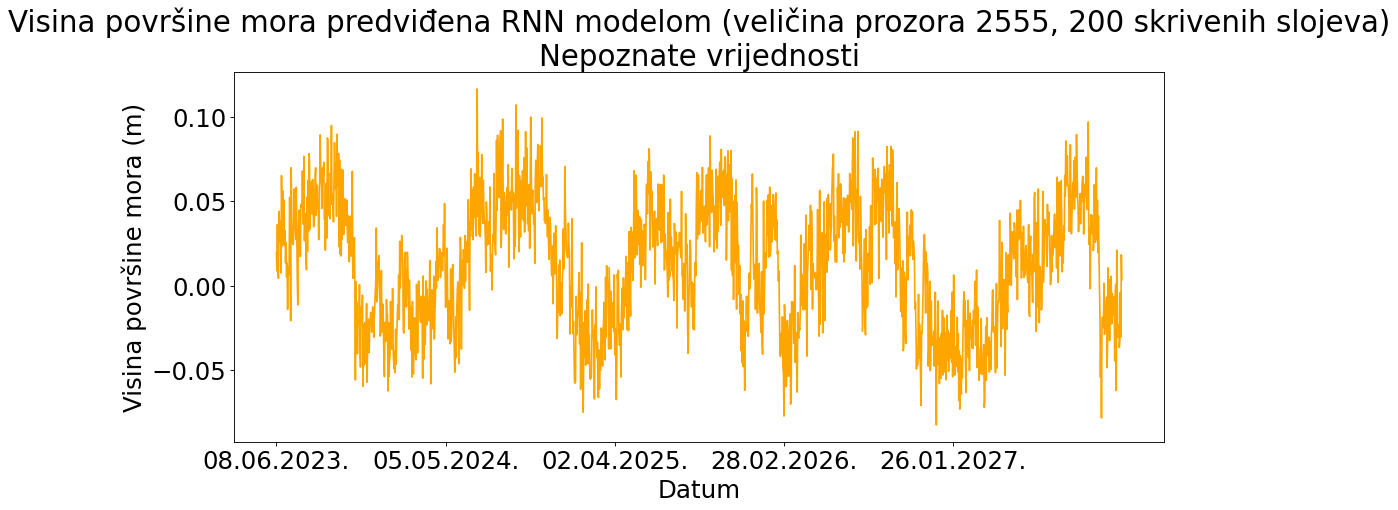 Visina površine mora predviđena RNN modelom (veličina prozora 2555, 200 skrivenih slojeva)
Nepoznate vrijednosti
Visina površine mora (m)
0.10
0.05
0.00
−0.05
08.06.2023. 05.05.2024. 02.04.2025. 28.02.2026. 26.01.2027.
Datum